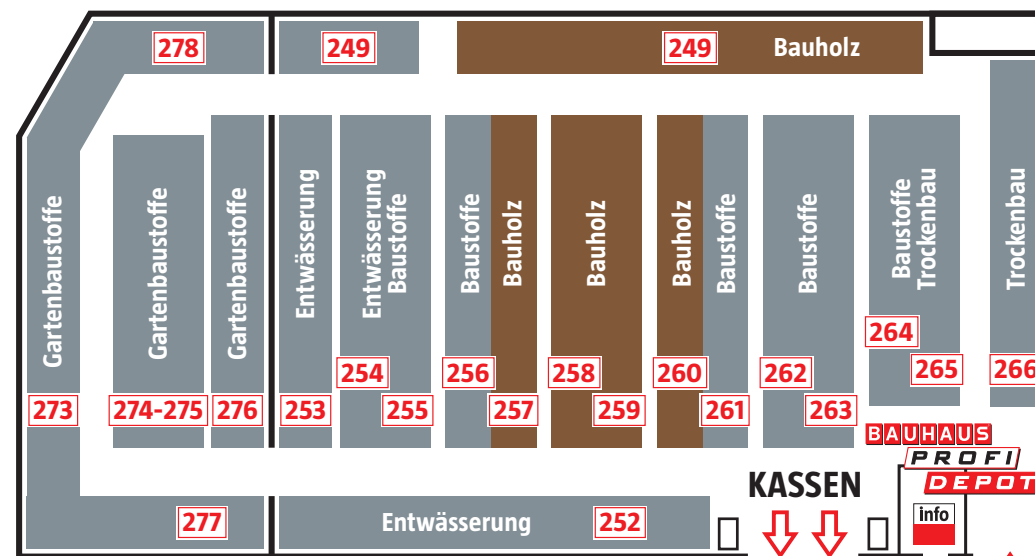 278
249
249 Bauholz
Gartenbaustoffe
Gartenbaustoffe
Gartenbaustoffe
Entwässerung
Entwässerung
Baustoffe
Baustoffe
Bauholz
Bauholz
Bauholz
Baustoffe
Baustoffe
Baustoffe
Trockenbau
Trockenbau
264
254
256
258
260
262
265
266
273
274-275
276
253
255
257
259
261
263
BAUHAUS
PROFI
DEPOT
KASSEN
info
277
Entwässerung 252